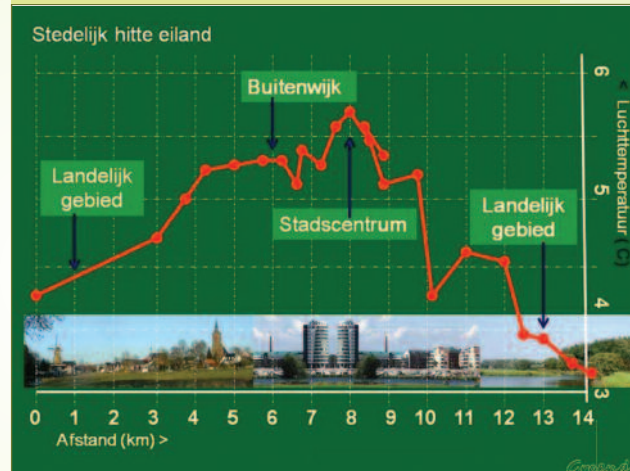 Stedelijk hitte eiland
6
Buitenwijk
Landelijk
gebied
5
Stadscentrum
Landelijk
gebied
< Luchttemperatuur (C)
4
3
0 1 2 3 4 5 6 7 8 9 10 11 12 13 14
Afstand (km) >